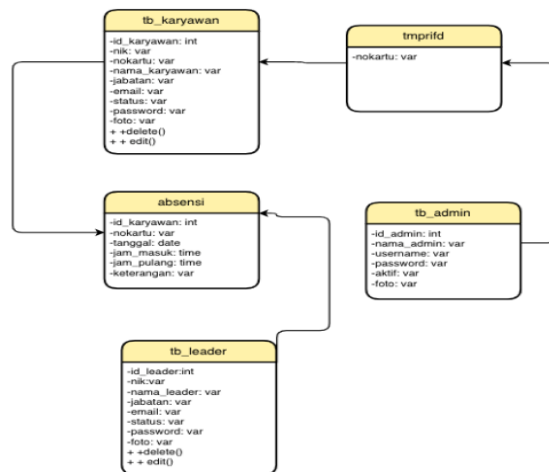 tb_karyawan
-id_karyawan: int
-nik: var
-nokartu: var
-nama_karyawan: var
-jabatan: var
-email: var
-status: var
-password: var
-foto: var
+ +delete()
+ + edit()
tmprifd
-nokartu: var
absensi
-id_karyawan: int
-nokartu: var
-tanggal: date
-jam_masuk: time
-jam_pulang: time
-keterangan: var
tb_admin
-id_admin: int
-nama_admin: var
-username: var
-password: var
-aktif: var
-foto: var
tb_leader
-id_leader:int
-nik:var
-nama_leader: var
-jabatan: var
-email: var
-status: var
-password: var
-foto: var
+ +delete()
+ + edit()